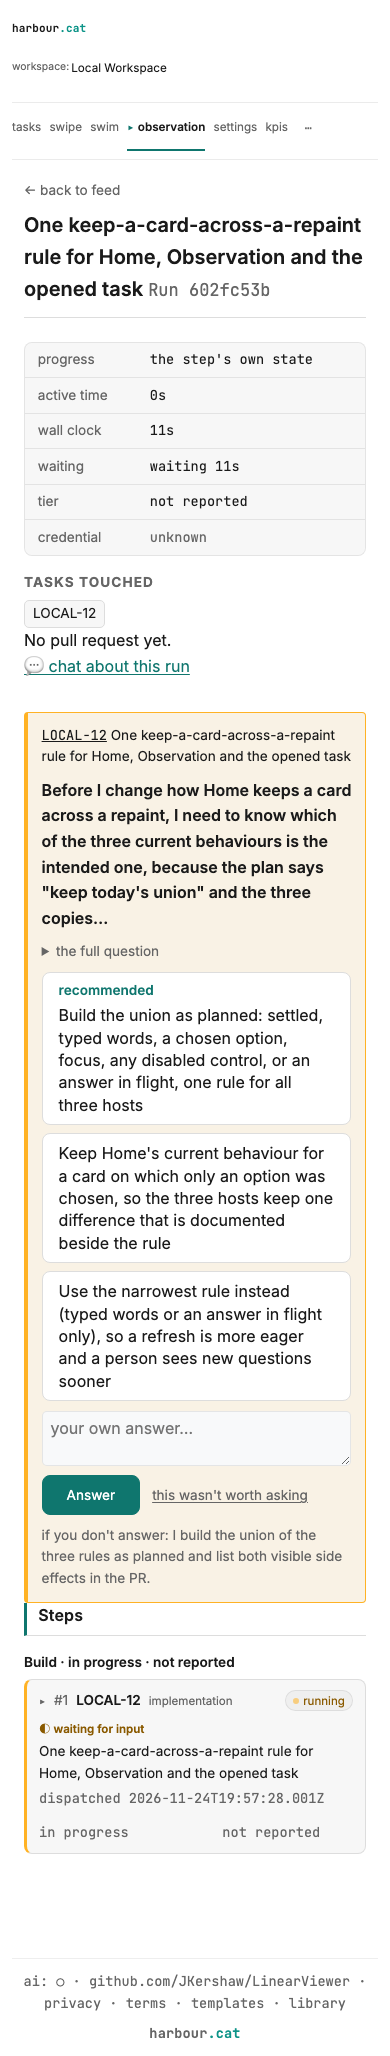 harbour.cat
workspace: Local Workspace
tasks swipe swim ▸ observation settings kpis ⋯
← back to feed
One keep-a-card-across-a-repaint
rule for Home, Observation and the
opened task Run 602fc53b
progress the step's own state
active time 0s
wall clock 11s
waiting waiting 11s
tier not reported
credential unknown
TASKS TOUCHED
LOCAL-12
No pull request yet.
💬 chat about this run
LOCAL-12 One keep-a-card-across-a-repaint
rule for Home, Observation and the opened task
Before I change how Home keeps a card
across a repaint, I need to know which
of the three current behaviours is the
intended one, because the plan says
"keep today's union" and the three
copies…
▶ the full question
recommended
Build the union as planned: settled,
typed words, a chosen option,
focus, any disabled control, or an
answer in flight, one rule for all
three hosts
Keep Home's current behaviour for
a card on which only an option was
chosen, so the three hosts keep one
difference that is documented
beside the rule
Use the narrowest rule instead
(typed words or an answer in flight
only), so a refresh is more eager
and a person sees new questions
sooner
your own answer…
Answer this wasn't worth asking
if you don't answer: I build the union of the
three rules as planned and list both visible side
effects in the PR.
Steps
Build · in progress · not reported
▸ #1 LOCAL-12 implementation running
◐ waiting for input
One keep-a-card-across-a-repaint rule for
Home, Observation and the opened task
dispatched 2026-11-24T19:57:28.001Z
in progress not reported
ai: ○ · github.com/JKershaw/LinearViewer ·
privacy · terms · templates · library
harbour.cat